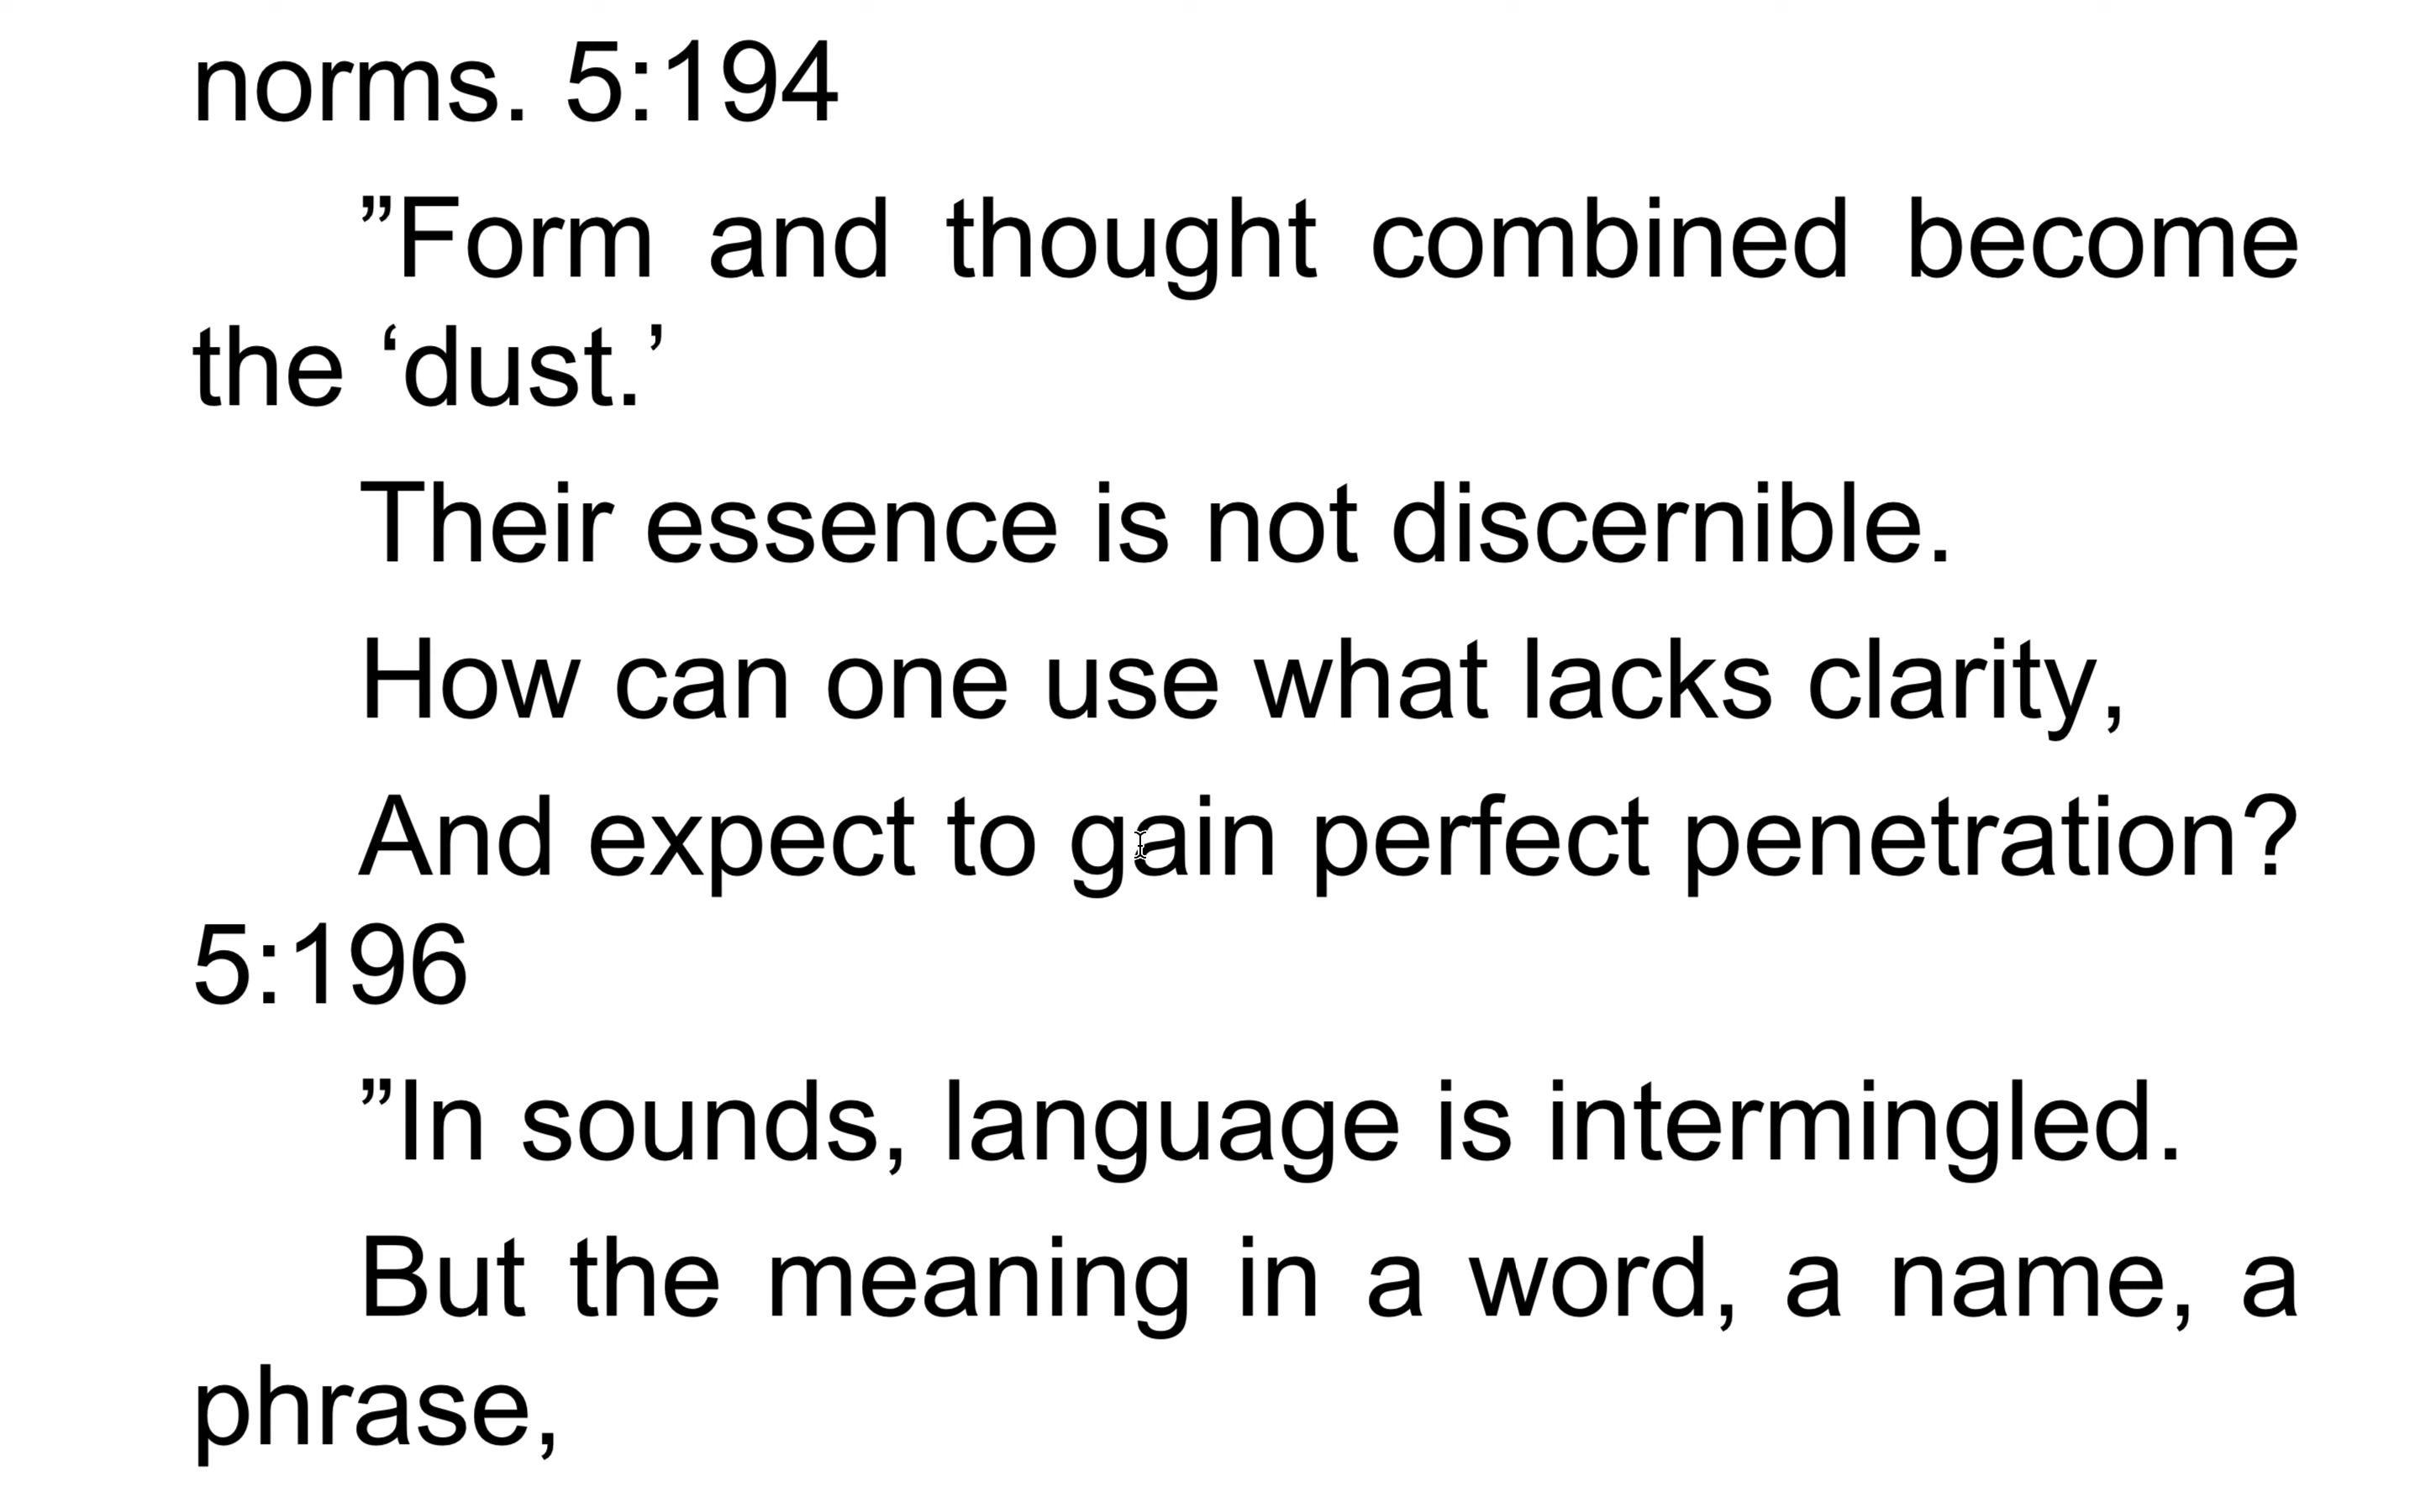 norms. 5:194
”Form and thought combined become
the ‘dust.’
Their essence is not discernible.
How can one use what lacks clarity,
And expect to gain perfect penetration?
5:196
”In sounds, language is intermingled.
But the meaning in a word, a name, a
phrase,